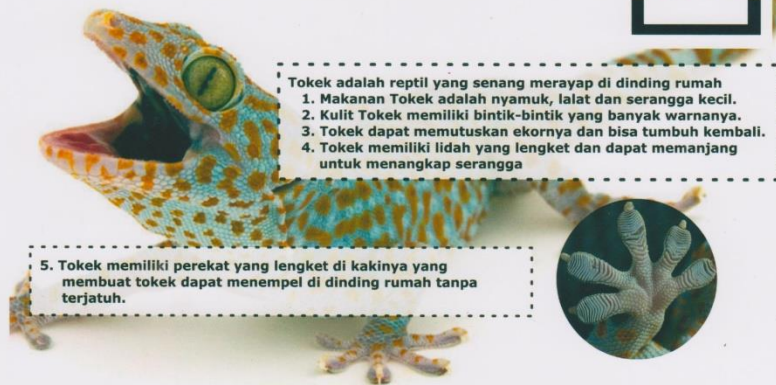 Tokek adalah reptil yang senang merayap di dinding rumah
1. Makanan Tokek adalah nyamuk, lalat dan serangga kecil.
2. Kulit Tokek memiliki bintik-bintik yang banyak warnanya.
3. Tokek dapat memutuskan ekornya dan bisa tumbuh kembali.
4. Tokek memiliki lidah yang lengket dan dapat memanjang
untuk menangkap serangga
5. Tokek memiliki perekat yang lengket di kakinya yang
membuat tokek dapat menempel di dinding rumah tanpa
terjatuh.